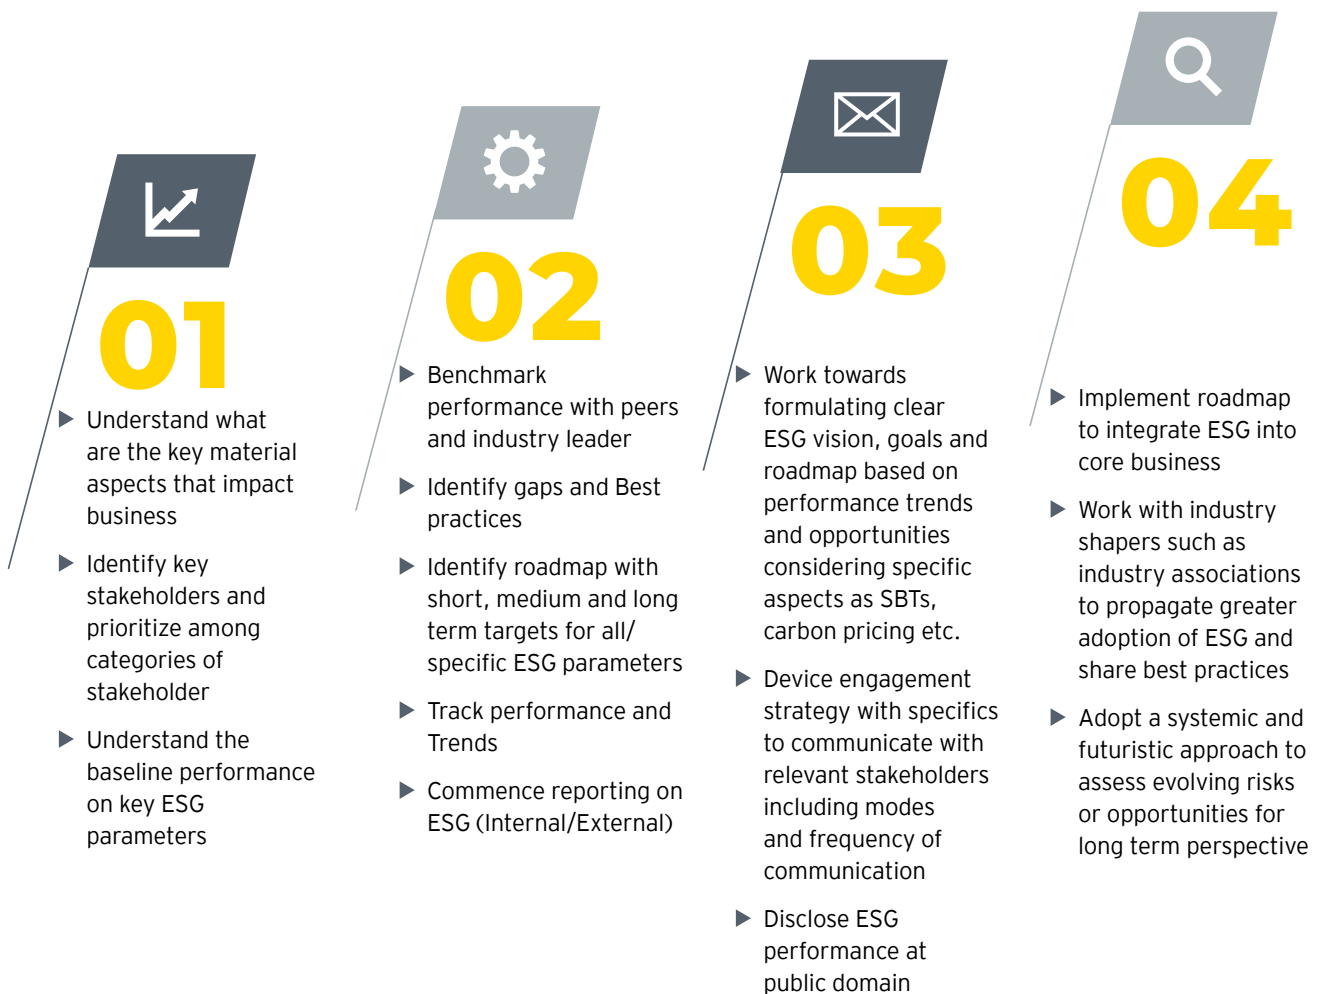 01
Understand what
are the key material
aspects that impact
business
Identify key
stakeholders and
prioritize among
categories of
stakeholder
Understand the
baseline performance
on key ESG
parameters
02
Benchmark
performance with peers
and industry leader
Identify gaps and Best
practices
Identify roadmap with
short, medium and long
term targets for all/
specific ESG parameters
Track performance and
Trends
Commence reporting on
ESG (Internal/External)
03
Work towards
formulating clear
ESG vision, goals and
roadmap based on
performance trends
and opportunities
considering specific
aspects as SBTs,
carbon pricing etc.
Device engagement
strategy with specifics
to communicate with
relevant stakeholders
including modes
and frequency of
communication
Disclose ESG
performance at
public domain
04
Implement roadmap
to integrate ESG into
core business
Work with industry
shapers such as
industry associations
to propagate greater
adoption of ESG and
share best practices
Adopt a systemic and
futuristic approach to
assess evolving risks
or opportunities for
long term perspective